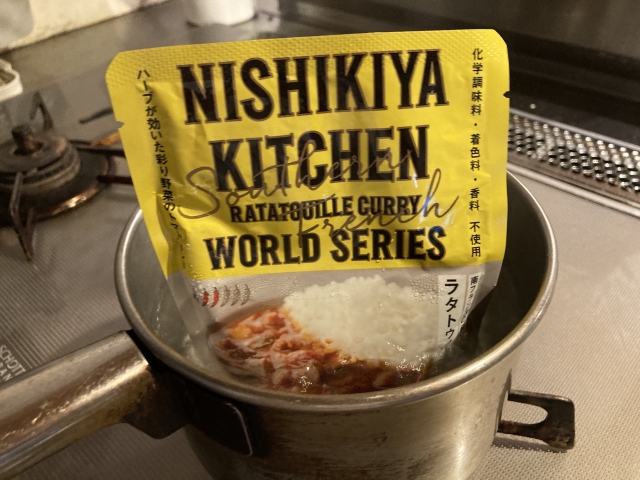 NISHIKIYA
KITCHEN
Southern
French
RATATOUILLE CURRY
WORLD SERIES
化学調味料・着色料・香料 不使用
ハーブが効いた彩り野菜の
ラタトゥ
SCHOTT